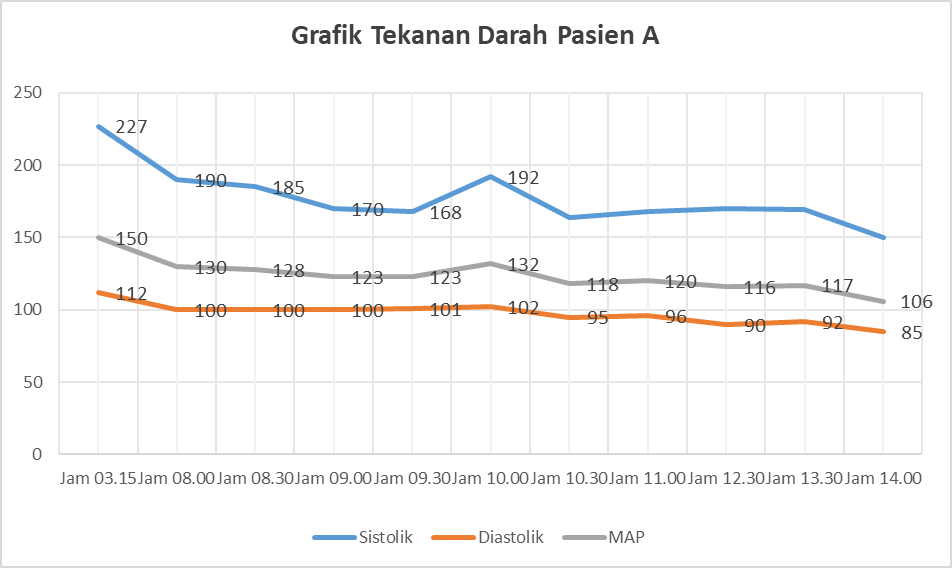 Grafik Tekanan Darah Pasien A
250
200
150
100
50
0
227 190 185 170 168 192
150 130 128 123 123 132 118 120 116 117 106
112 100 100 100 101 102 95 96 90 92 85
Jam 03.15 Jam 08.00 Jam 08.30 Jam 09.00 Jam 09.30 Jam 10.00 Jam 10.30 Jam 11.00 Jam 12.30 Jam 13.30 Jam 14.00
Sistolik Diastolik MAP